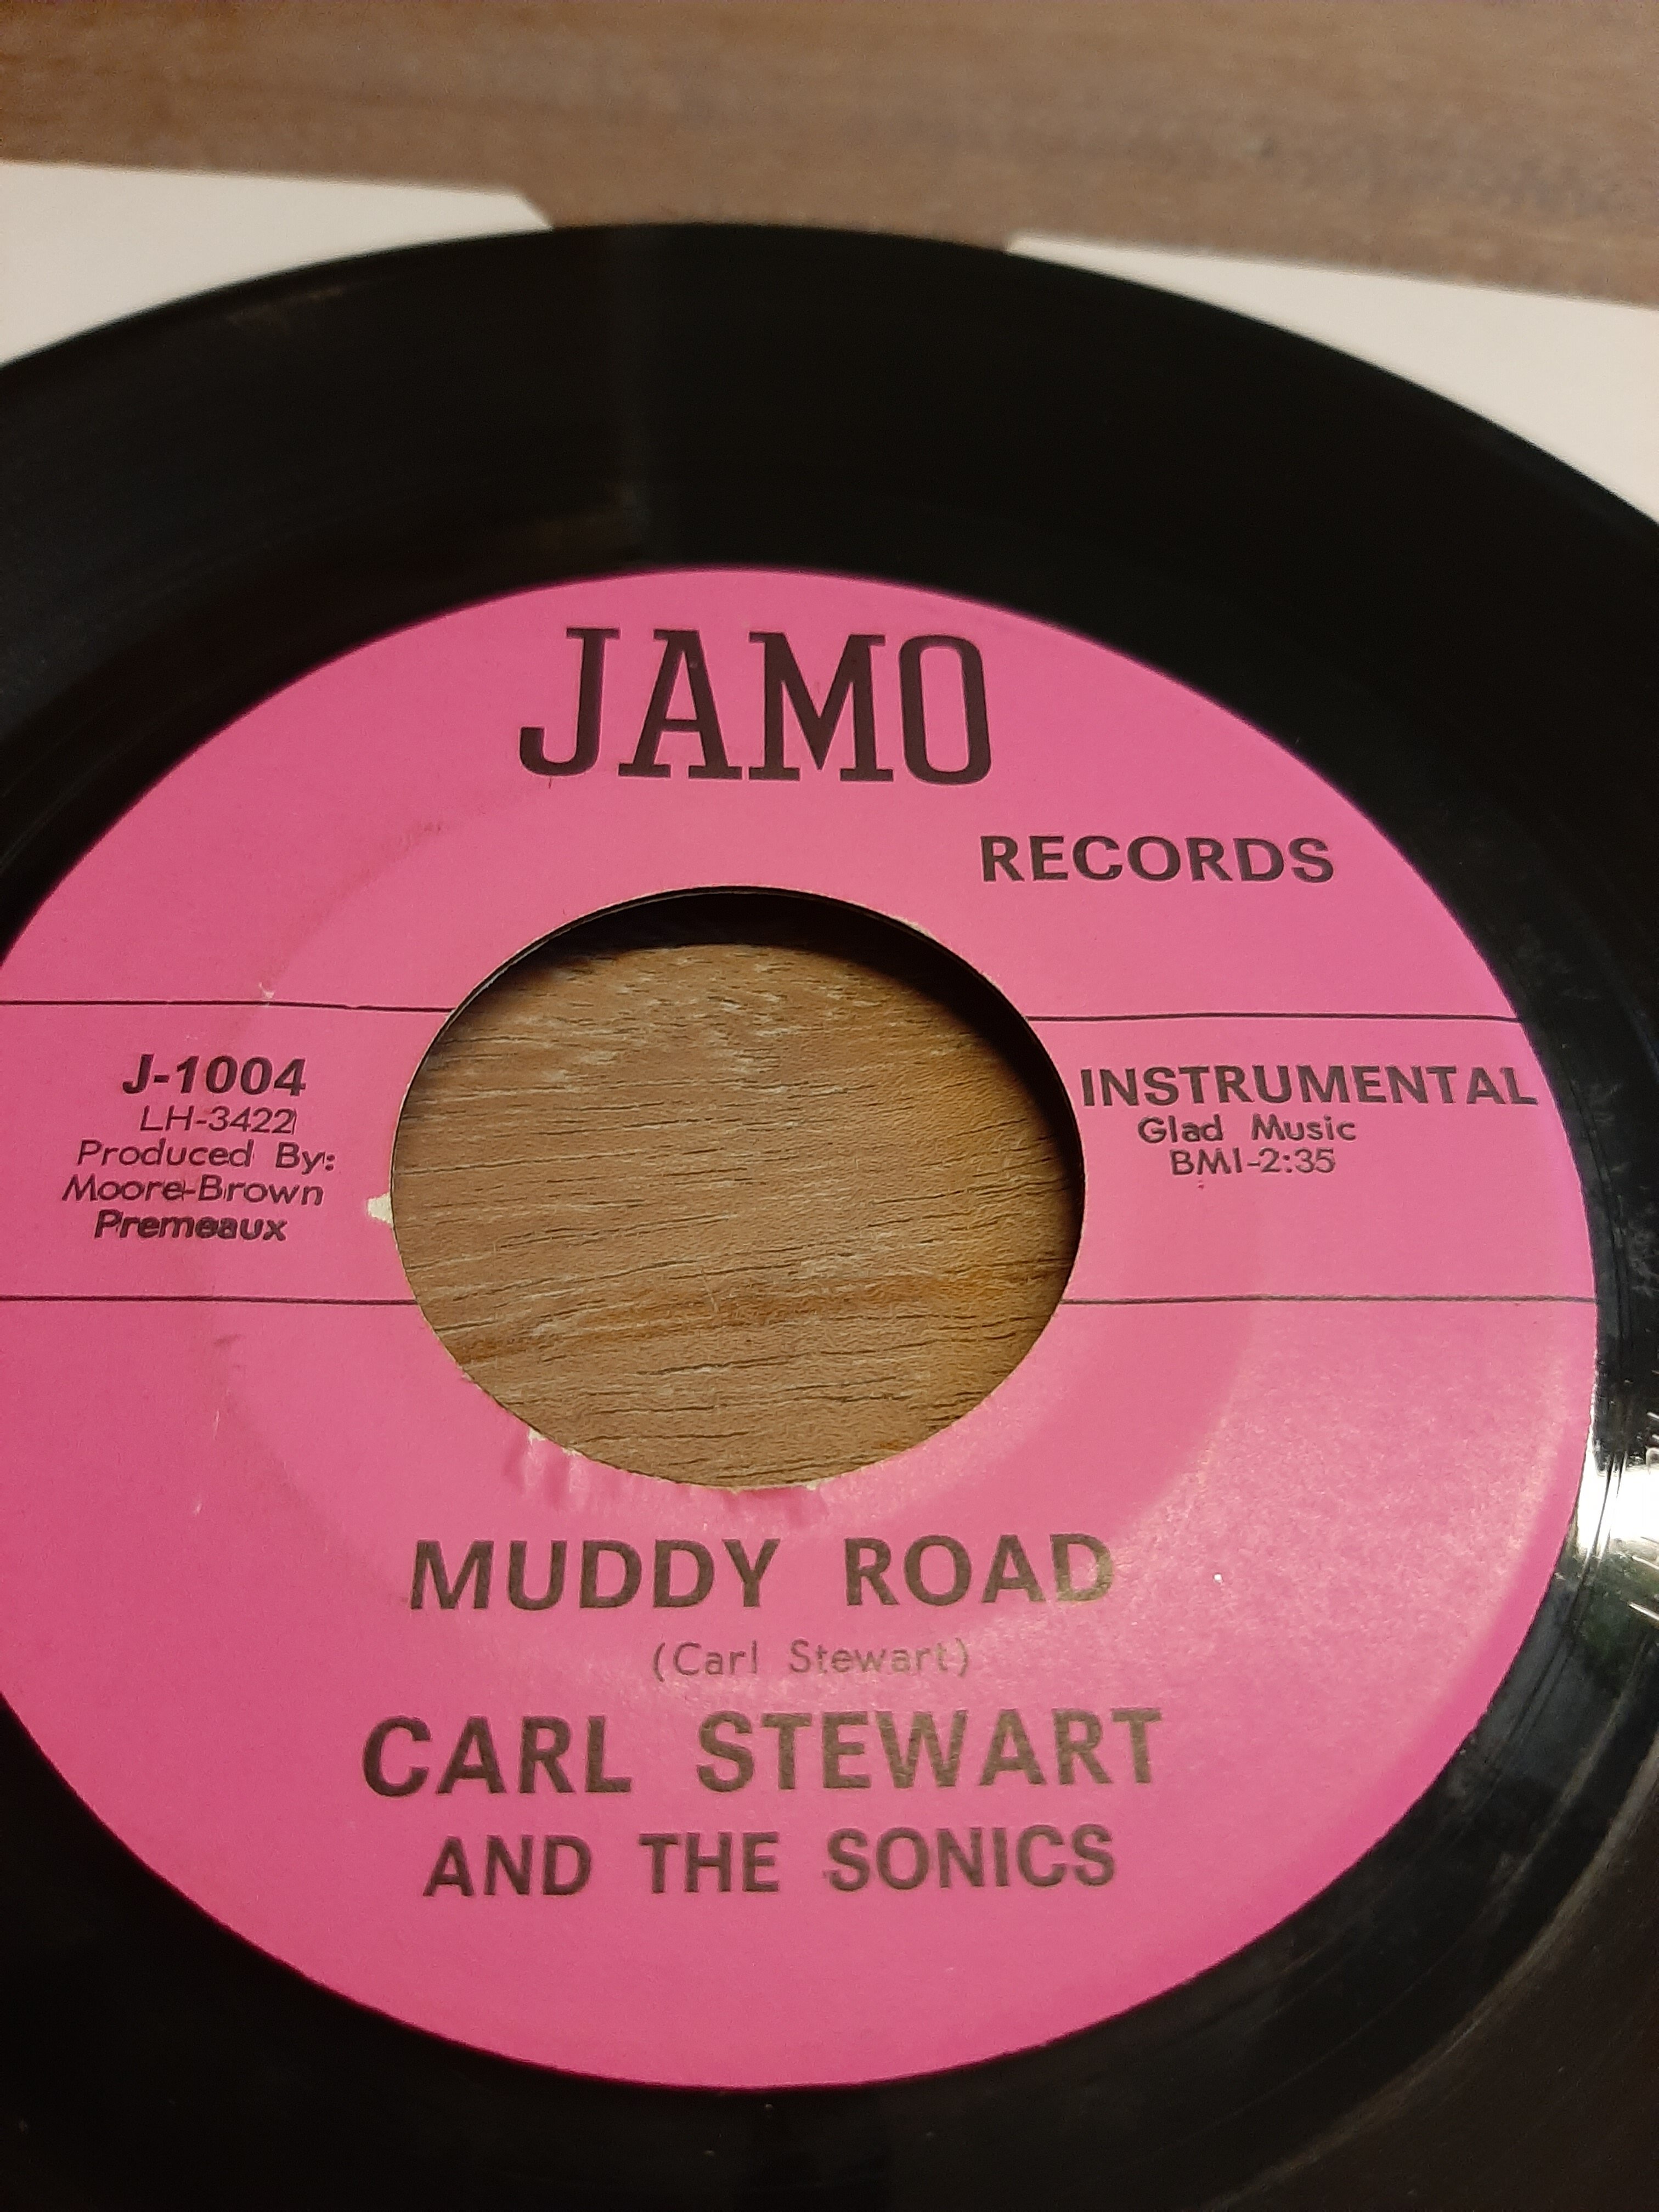 JAMO
RECORDS
J-1004
LH-3422
Produced By:
Moore-Brown
Premeaux
INSTRUMENTAL
Glad Music
BMI-2:35
MUDDY ROAD
(Carl Stewart)
CARL STEWART
AND THE SONICS